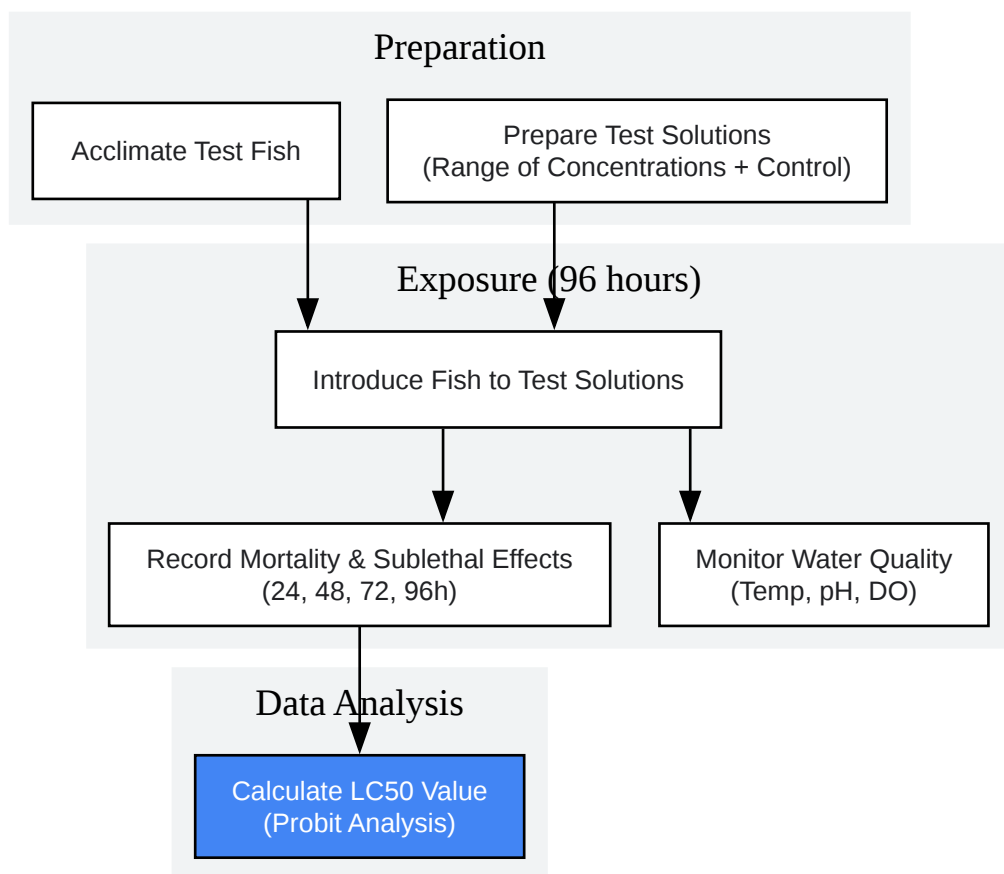 Preparation
Acclimate Test Fish
Prepare Test Solutions
(Range of Concentrations + Control)
Exposure (96 hours)
Introduce Fish to Test Solutions
Record Mortality & Sublethal Effects
(24, 48, 72, 96h)
Monitor Water Quality
(Temp, pH, DO)
Data Analysis
Calculate LC50 Value
(Probit Analysis)